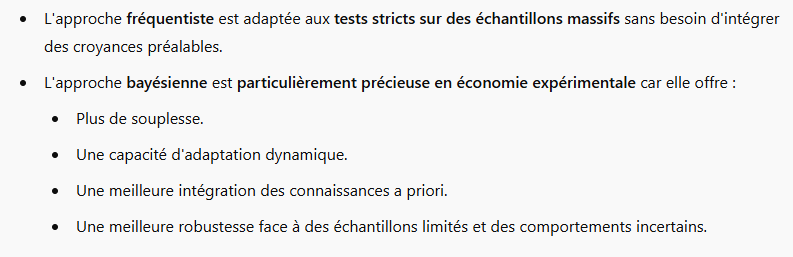 L'approche fréquentiste est adaptée aux tests stricts sur des échantillons massifs sans besoin d'intégrer
des croyances préalables.
L'approche bayésienne est particulièrement précieuse en économie expérimentale car elle offre :
Plus de souplesse.
Une capacité d'adaptation dynamique.
Une meilleure intégration des connaissances a priori.
Une meilleure robustesse face à des échantillons limités et des comportements incertains.